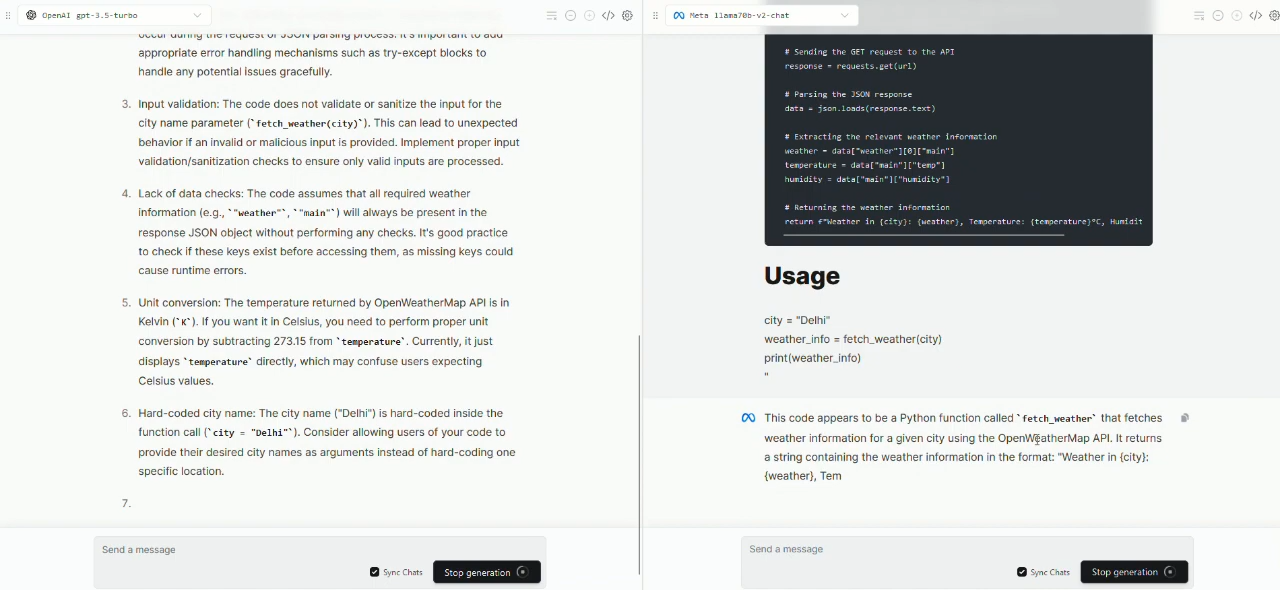 OpenAI gpt-3.5-turbo
occur during the request or JSON parsing process. It's important to add
appropriate error handling mechanisms such as try-except blocks to
handle any potential issues gracefully.
3. Input validation: The code does not validate or sanitize the input for the
city name parameter (`fetch_weather(city)`). This can lead to unexpected
behavior if an invalid or malicious input is provided. Implement proper input
validation/sanitization checks to ensure only valid inputs are processed.
4. Lack of data checks: The code assumes that all required weather
information (e.g., `"weather"`, `"main"`) will always be present in the
response JSON object without performing any checks. It's good practice
to check if these keys exist before accessing them, as missing keys could
cause runtime errors.
5. Unit conversion: The temperature returned by OpenWeatherMap API is in
Kelvin (`K`). If you want it in Celsius, you need to perform proper unit
conversion by subtracting 273.15 from `temperature`. Currently, it just
displays `temperature` directly, which may confuse users expecting
Celsius values.
6. Hard-coded city name: The city name ("Delhi") is hard-coded inside the
function call (`city = "Delhi"`). Consider allowing users of your code to
provide their desired city names as arguments instead of hard-coding one
specific location.
7.
Send a message
Sync Chats
Stop generation
Meta llama70b-v2-chat
# Sending the GET request to the API
response = requests.get(url)
# Parsing the JSON response
data = json.loads(response.text)
# Extracting the relevant weather information
weather = data["weather"][0]["main"]
temperature = data["main"]["temp"]
humidity = data["main"]["humidity"]
# Returning the weather information
return f"Weather in {city}: {weather}, Temperature: {temperature}°C, Humidit
Usage
city = "Delhi"
weather_info = fetch_weather(city)
print(weather_info)
"
This code appears to be a Python function called `fetch_weather` that fetches
weather information for a given city using the OpenWeatherMap API. It returns
a string containing the weather information in the format: "Weather in {city}:
{weather}, Tem
Send a message
Sync Chats
Stop generation